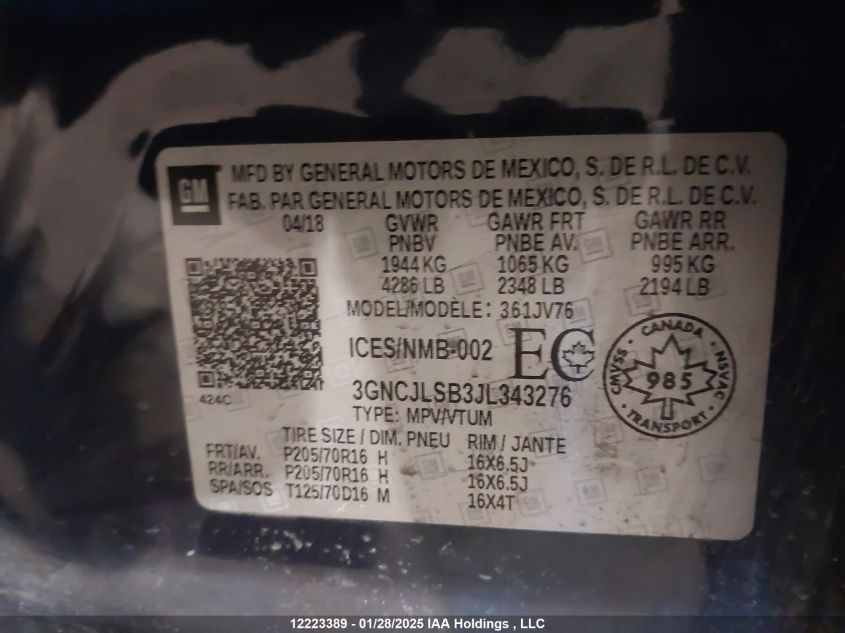 GM
MFD BY GENERAL MOTORS DE MEXICO, S. DE R.L. DE C.V.
FAB. PAR GENERAL MOTORS DE MEXICO, S. DE R.L. DE C.V.
04/18 GVWR GAWR FRT GAWR RR
PNBV PNBE AV. PNBE ARR.
1944 KG 1065 KG 995 KG
4286 LB 2348 LB 2194 LB
MODEL/MODÈLE: 361JV76
ICES/NMB-002 EC
424C
3GNCJLSB3JL343276
TYPE: MPV/VTUM
CANADA
CMVSS 985 NSVAC
TRANSPORT
TIRE SIZE / DIM. PNEU RIM / JANTE
FRT/AV. P205/70R16 H 16X6.5J
RR/ARR. P205/70R16 H 16X6.5J
SPA/SOS T125/70D16 M 16X4T
12223389 - 01/28/2025 IAA Holdings , LLC